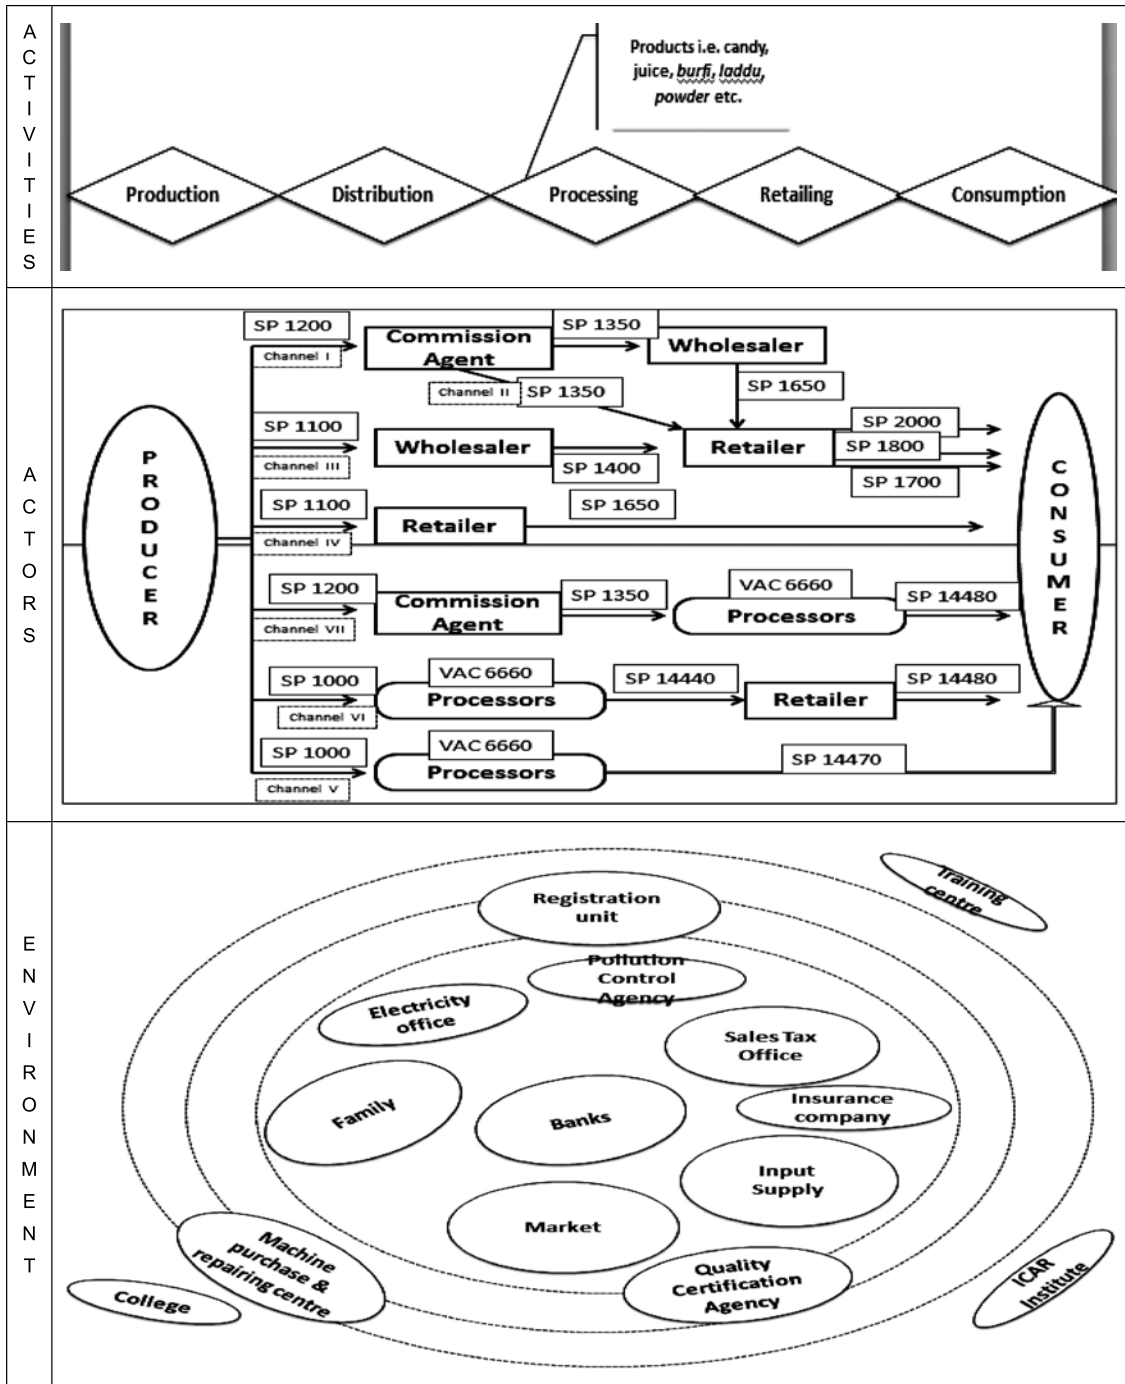 ACTIVITIES
Products i.e. candy,
juice, burfi, laddu,
powder etc.
Production
Distribution
Processing
Retailing
Consumption
ACTORS
PRODUCER
SP 1200
Channel I
Commission
Agent
SP 1350
Wholesaler
Channel II
SP 1350
SP 1650
SP 1100
Channel III
Wholesaler
SP 1400
Retailer
SP 2000
SP 1800
SP 1700
SP 1100
Channel IV
Retailer
SP 1650
CONSUMER
SP 1200
Channel VII
Commission
Agent
SP 1350
VAC 6660
Processors
SP 14480
SP 1000
Channel VI
VAC 6660
Processors
SP 14440
Retailer
SP 14480
SP 1000
Channel V
VAC 6660
Processors
SP 14470
ENVIRONMENT
Training
centre
Registration
unit
Pollution
Control
Agency
Electricity
office
Sales Tax
Office
Family
Banks
Insurance
company
Input
Supply
Market
Machine
purchase &
repairing centre
Quality
Certification
Agency
College
ICAR
Institute